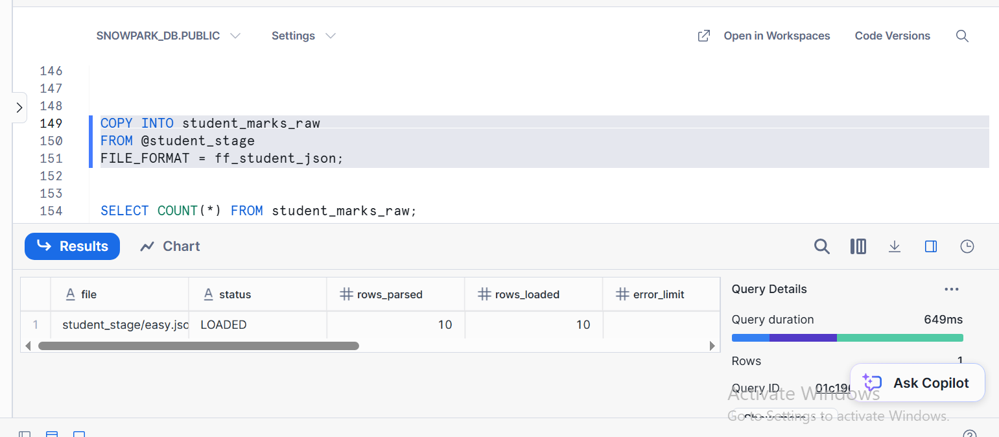 SNOWPARK_DB.PUBLIC Settings Open in Workspaces Code Versions
146
147
148
149 COPY INTO student_marks_raw
150 FROM @student_stage
151 FILE_FORMAT = ff_student_json;
152
153
154 SELECT COUNT(*) FROM student_marks_raw;
Results Chart
file status rows_parsed rows_loaded error_limit
1 student_stage/easy.jso LOADED 10 10
Query Details
Query duration 649ms
Rows 1
Query ID 01c19
Ask Copilot
Activate Windows
Go to Settings to activate Windows.